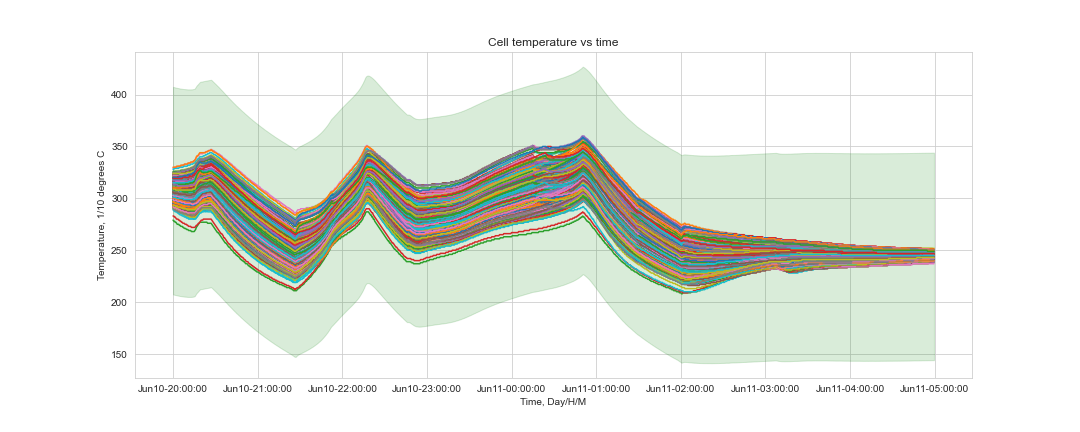 Cell temperature vs time
Temperature, 1/10 degrees C
400
350
300
250
200
150
Jun10-20:00:00
Jun10-21:00:00
Jun10-22:00:00
Jun10-23:00:00
Jun11-00:00:00
Jun11-01:00:00
Jun11-02:00:00
Jun11-03:00:00
Jun11-04:00:00
Jun11-05:00:00
Time, Day/H/M